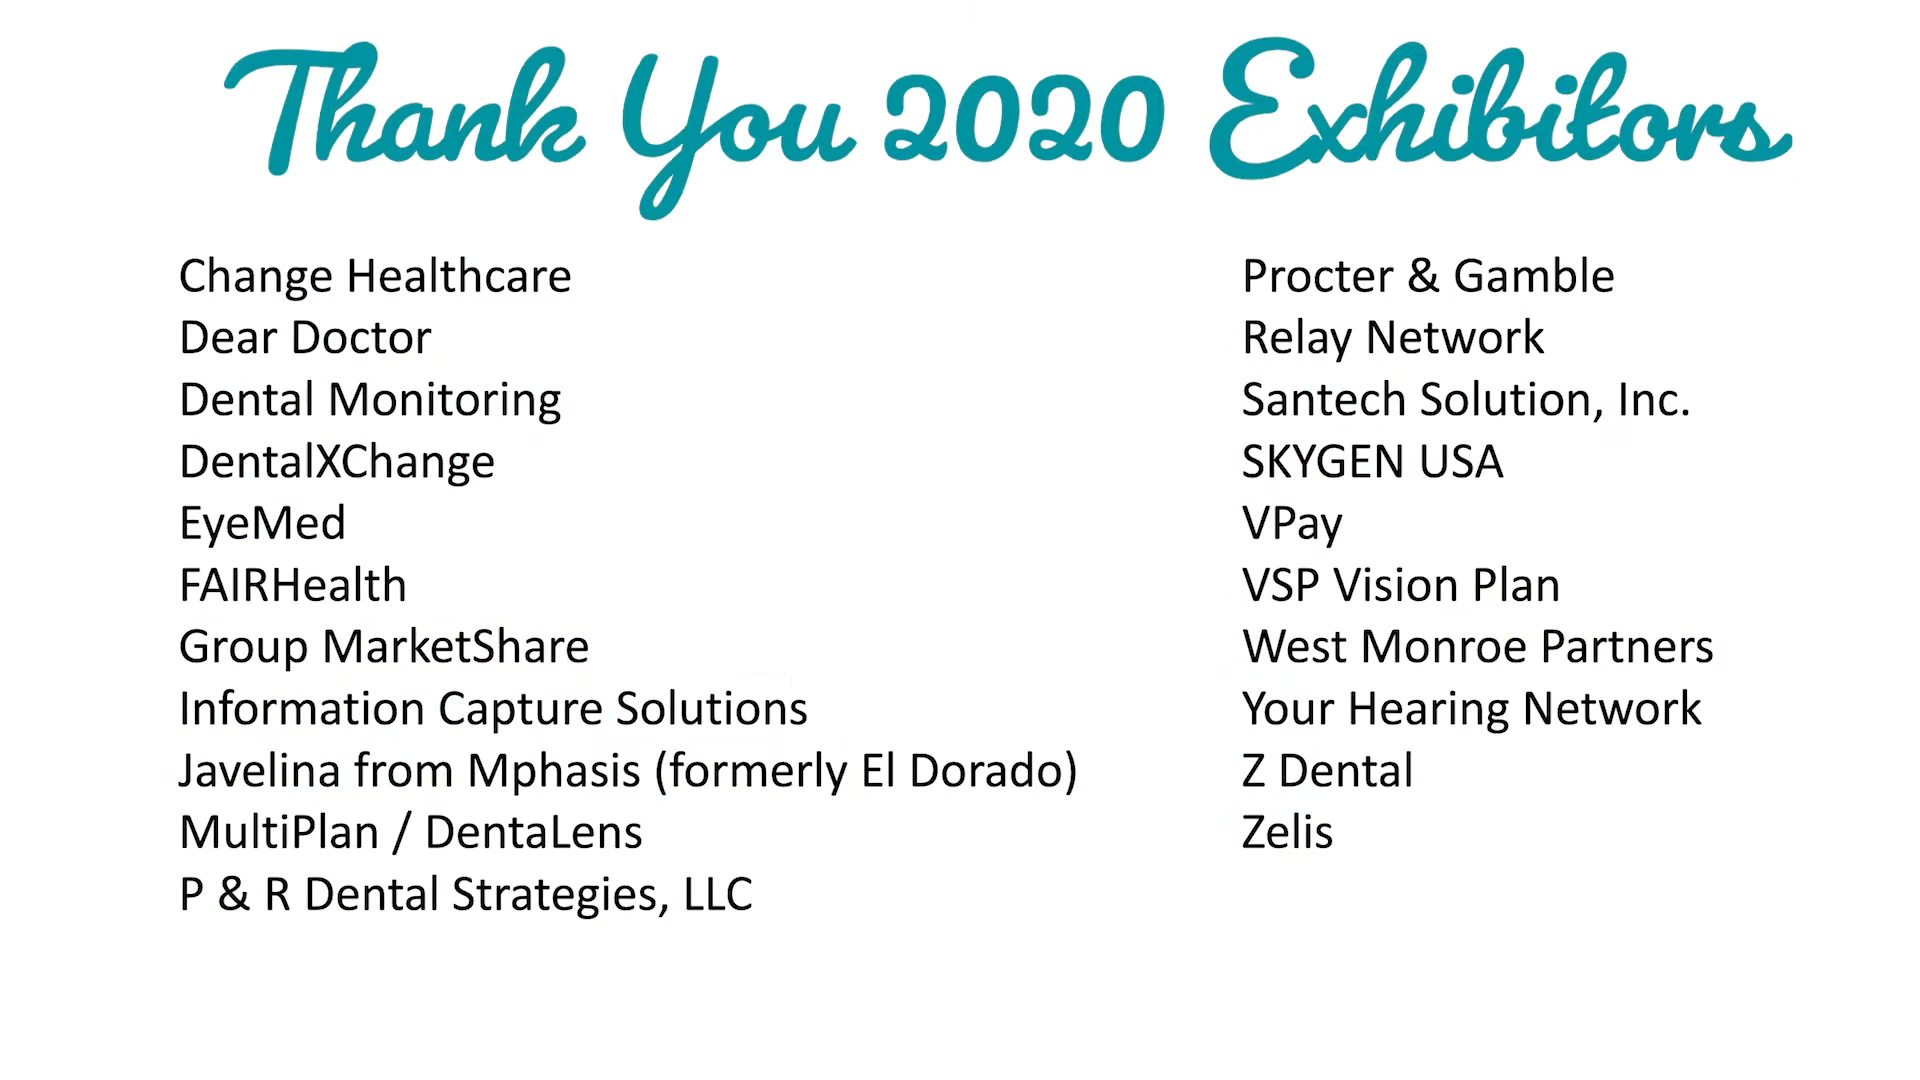 Thank You 2020 Exhibitors
Change Healthcare
Dear Doctor
Dental Monitoring
DentalXChange
EyeMed
FAIRHealth
Group MarketShare
Information Capture Solutions
Javelina from Mphasis (formerly El Dorado)
MultiPlan / DentaLens
P & R Dental Strategies, LLC
Procter & Gamble
Relay Network
Santech Solution, Inc.
SKYGEN USA
VPay
VSP Vision Plan
West Monroe Partners
Your Hearing Network
Z Dental
Zelis